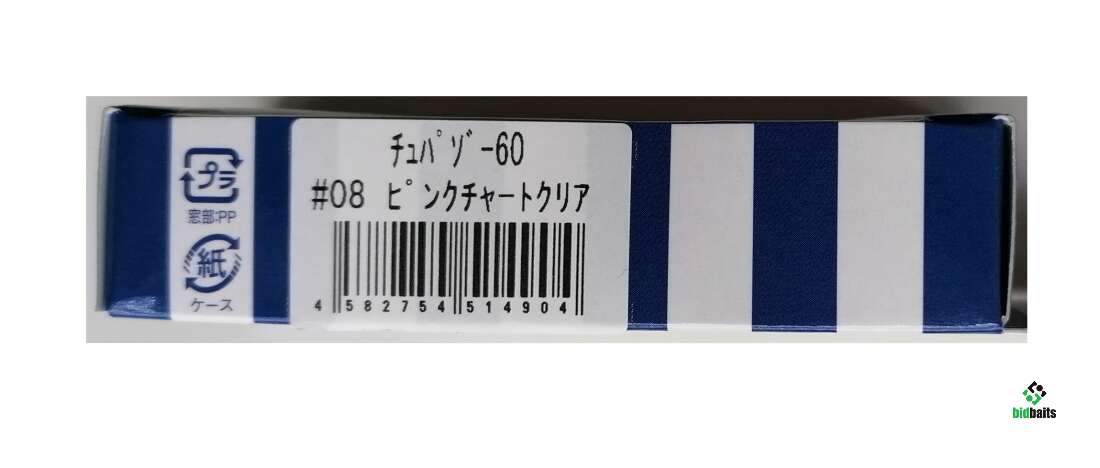 ﾁｭﾊﾟｿﾞｰ60
#08 ﾋﾟﾝｸﾁｬｰﾄｸﾘｱ
4 582754 514904
プラ
窓部:PP
紙
ケース
bidbaits